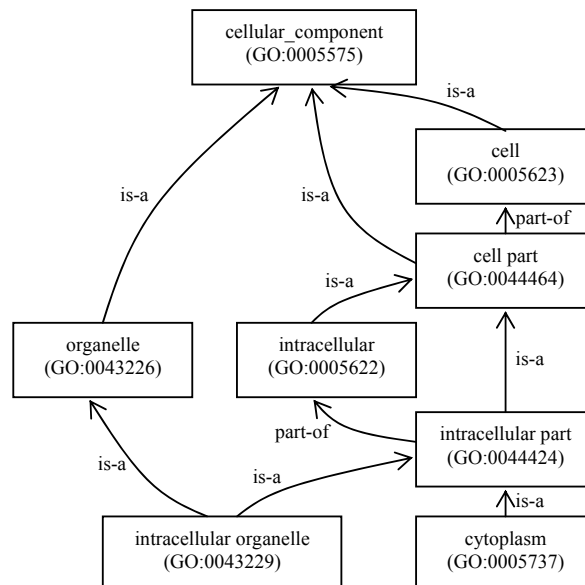 cellular_component
(GO:0005575)
is-a
cell
(GO:0005623)
is-a
is-a
part-of
cell part
(GO:0044464)
is-a
organelle
(GO:0043226)
intracellular
(GO:0005622)
is-a
part-of
intracellular part
(GO:0044424)
is-a
is-a
is-a
intracellular organelle
(GO:0043229)
cytoplasm
(GO:0005737)